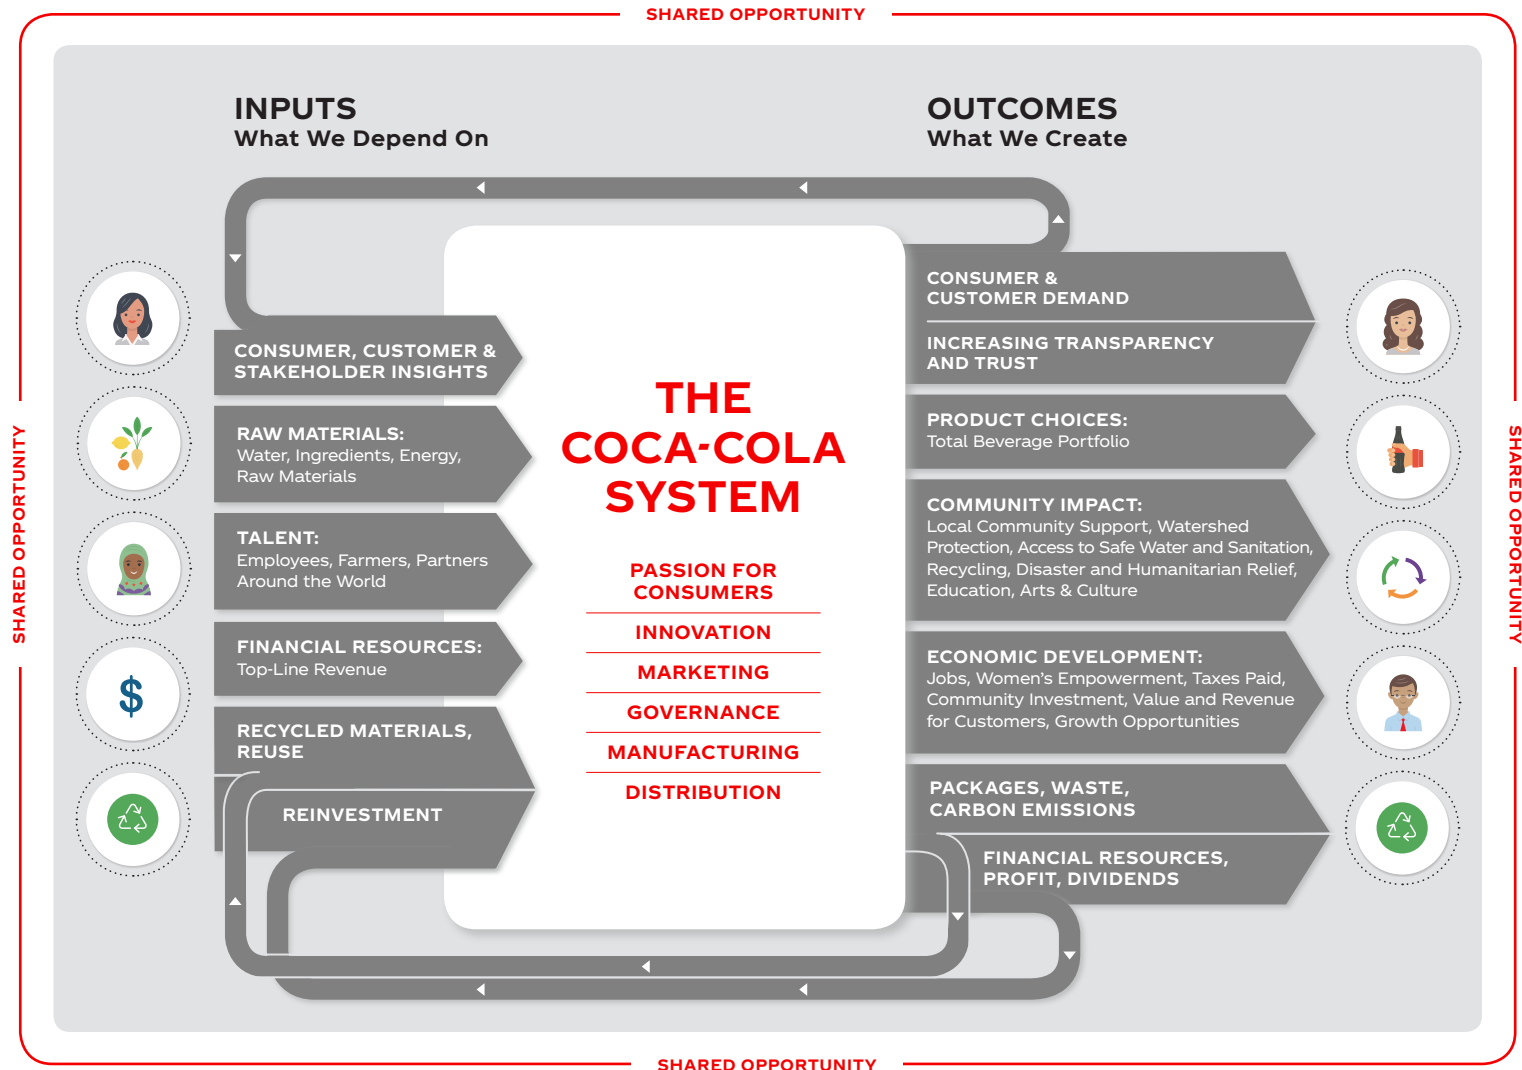 SHARED OPPORTUNITY
INPUTS
What We Depend On
OUTCOMES
What We Create
SHARED OPPORTUNITY
CONSUMER, CUSTOMER &
STAKEHOLDER INSIGHTS
RAW MATERIALS:
Water, Ingredients, Energy,
Raw Materials
TALENT:
Employees, Farmers, Partners
Around the World
FINANCIAL RESOURCES:
Top-Line Revenue
$
RECYCLED MATERIALS,
REUSE
REINVESTMENT
THE
COCA-COLA
SYSTEM
PASSION FOR
CONSUMERS
INNOVATION
MARKETING
GOVERNANCE
MANUFACTURING
DISTRIBUTION
CONSUMER &
CUSTOMER DEMAND
INCREASING TRANSPARENCY
AND TRUST
PRODUCT CHOICES:
Total Beverage Portfolio
COMMUNITY IMPACT:
Local Community Support, Watershed
Protection, Access to Safe Water and Sanitation,
Recycling, Disaster and Humanitarian Relief,
Education, Arts & Culture
ECONOMIC DEVELOPMENT:
Jobs, Women's Empowerment, Taxes Paid,
Community Investment, Value and Revenue
for Customers, Growth Opportunities
PACKAGES, WASTE,
CARBON EMISSIONS
FINANCIAL RESOURCES,
PROFIT, DIVIDENDS
SHARED OPPORTUNITY
SHARED OPPORTUNITY